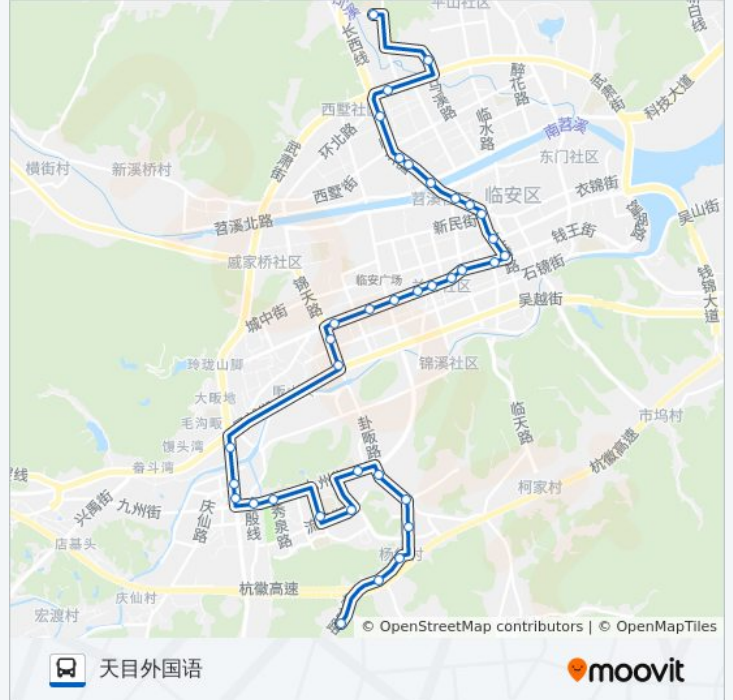 平山社区
长西线
武肃街
科技大道
醉花路
马溪路
临水路
西墅社区
环北路
南苕溪
东门社区
武肃街
横街村
新溪桥村
西墅街
临安区
衣锦街
吴山街
苕溪北路
新民街
钱王街
戚家桥社区
石镜街
临安广场
锦天路
吴越街
钱锦大道
城中街
玲珑山脚
锦溪社区
大畈地
毛沟畈
临天路
市坞村
卦畈路
馒头湾
畚斗湾
杭徽高速
柯家村
兴禹街
九州街
庆仙路
秀泉路
店基头
杭徽高速
庆仙村
宏渡村
© OpenStreetMap contributors | © OpenMapTiles
天目外国语
moovit